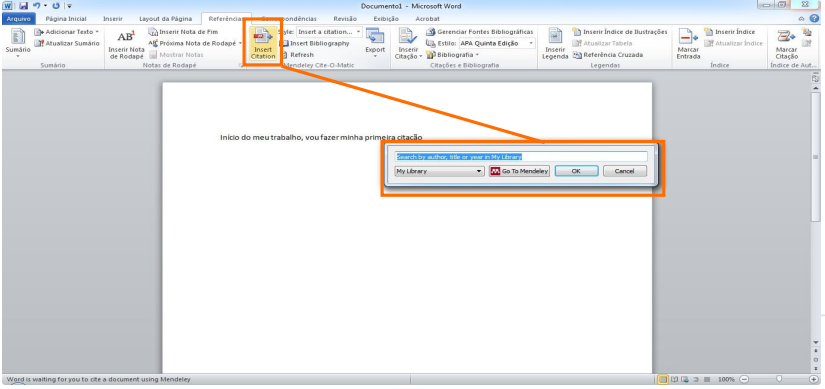 Documento1 - Microsoft Word
Arquivo Página Inicial Inserir Layout da Página Referências Correspondências Revisão Exibição Acrobat
Sumário
Adicionar Texto
Atualizar Sumário
Sumário
AB¹
Inserir Nota de Rodapé
Inserir Nota de Fim
Próxima Nota de Rodapé
Mostrar Notas
Notas de Rodapé
Insert Citation
Style: Insert a citation...
Insert Bibliography
Refresh
Export
Mendeley Cite-O-Matic
Inserir Citação
Gerenciar Fontes Bibliográficas
Estilo: APA Quinta Edição
Bibliografia
Citações e Bibliografia
Inserir Legenda
Inserir Índice de Ilustrações
Atualizar Tabela
Referência Cruzada
Legendas
Marcar Entrada
Inserir Índice
Atualizar Índice
Índice
Marcar Citação
Índice de Aut...
Início do meu trabalho, vou fazer minha primeira citação
Search by author, title or year in My Library
My Library Go To Mendeley OK Cancel
Word is waiting for you to cite a document using Mendeley
100%